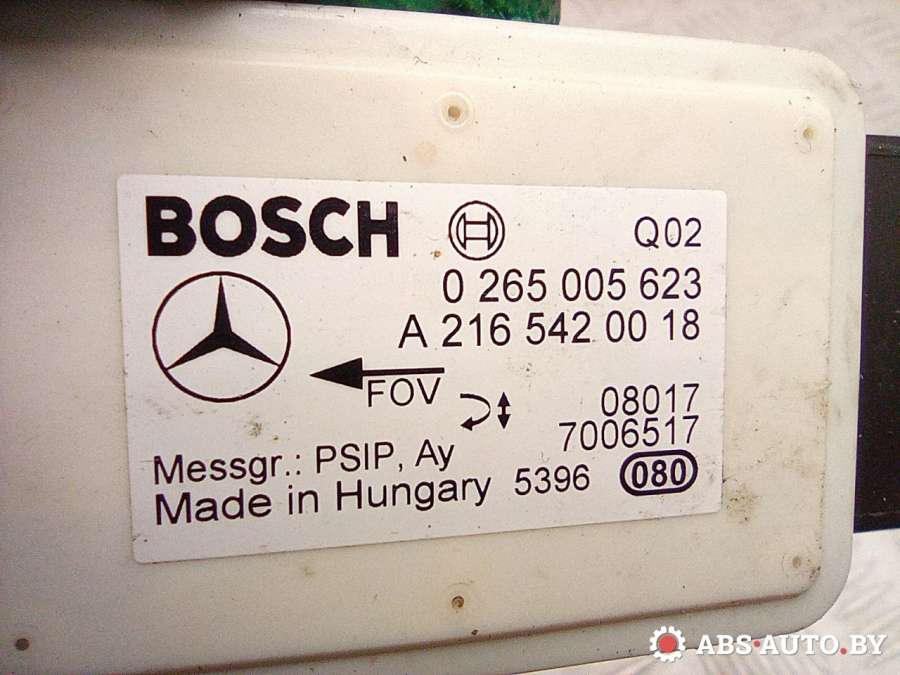 BOSCH Q02
0 265 005 623
A 216 542 00 18
FOV
08017
7006517
Messgr.: PSIP, Ay
Made in Hungary 5396 080
ABS-AUTO.BY